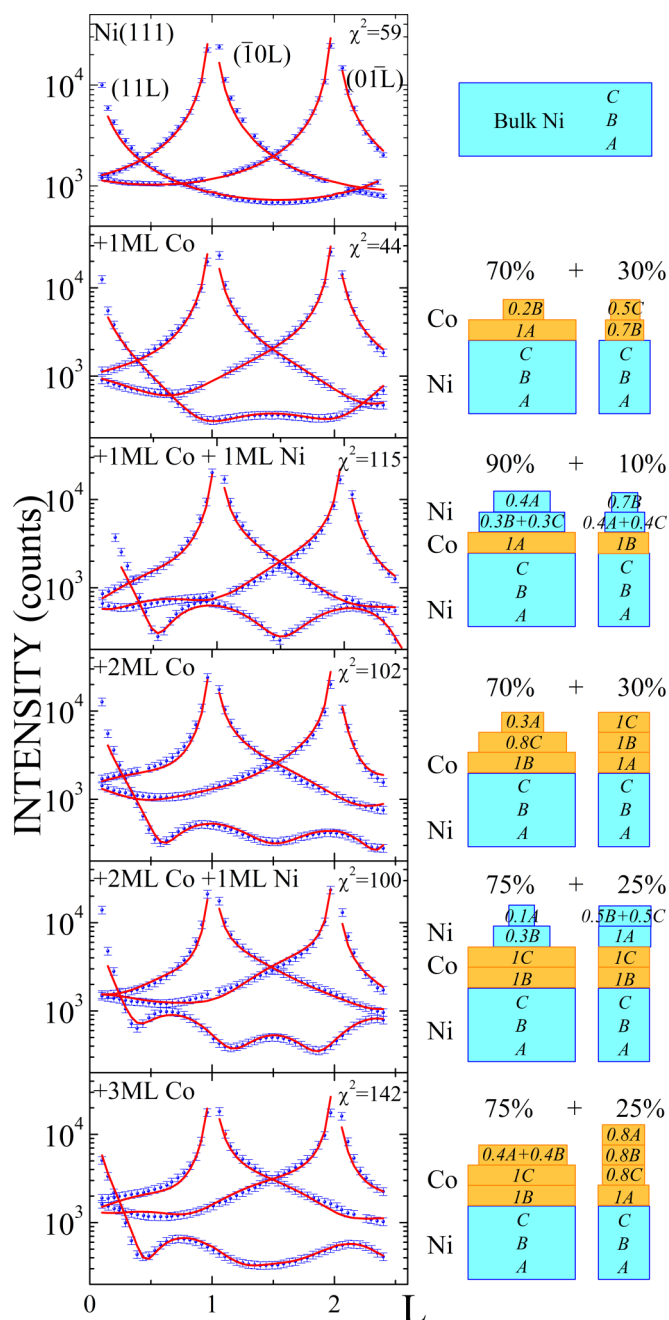 Ni(111)
χ²=59
(11L)
(1̄0L)
(01̄L)
10⁴
10³
C
Bulk Ni B
A
+1ML Co
χ²=44
10⁴
10³
70% + 30%
Co
0.2B
0.5C
1A
0.7B
Ni
C
B
A
C
B
A
+1ML Co + 1ML Ni
χ²=115
10⁴
10³
90% + 10%
Ni
0.4A
0.7B
0.3B+0.3C
0.4A+0.4C
Co
1A
1B
Ni
C
B
A
C
B
A
INTENSITY (counts)
+2ML Co
χ²=102
10⁴
10³
70% + 30%
Co
0.3A
1C
0.8C
1B
1B
1A
Ni
C
B
A
C
B
A
+2ML Co +1ML Ni
χ²=100
10⁴
10³
75% + 25%
Ni
0.1A
0.5B+0.5C
0.3B
1A
Co
1C
1C
1B
1B
Ni
C
B
A
C
B
A
+3ML Co
χ²=142
10⁴
10³
75% + 25%
Co
0.4A+0.4B
1C
1B
0.8A
0.8B
0.8C
1A
Ni
C
B
A
C
B
A
0 1 2 L